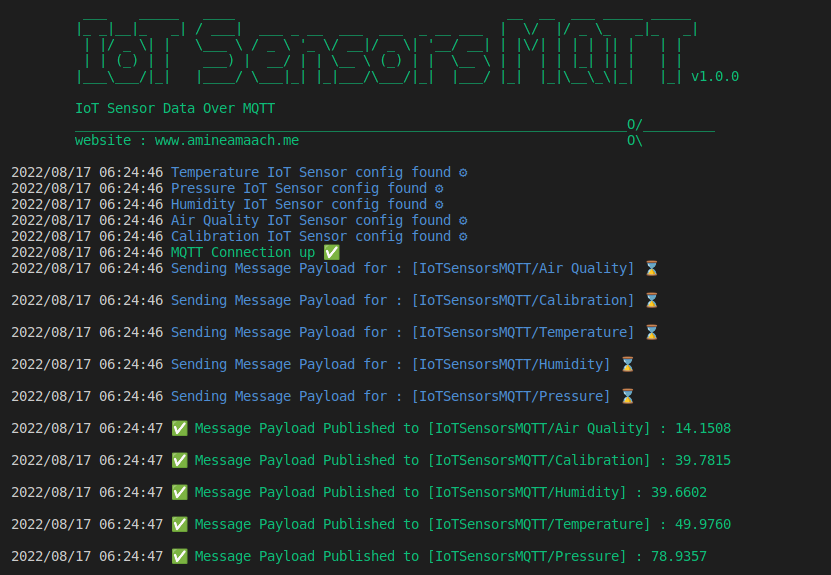 IoT Sensors MQTT v1.0.0
IoT Sensor Data Over MQTT
________________________________________________O/_________
website : www.amineamaach.me O\
2022/08/17 06:24:46 Temperature IoT Sensor config found ⚙
2022/08/17 06:24:46 Pressure IoT Sensor config found ⚙
2022/08/17 06:24:46 Humidity IoT Sensor config found ⚙
2022/08/17 06:24:46 Air Quality IoT Sensor config found ⚙
2022/08/17 06:24:46 Calibration IoT Sensor config found ⚙
2022/08/17 06:24:46 MQTT Connection up ✅
2022/08/17 06:24:46 Sending Message Payload for : [IoTSensorsMQTT/Air Quality] ⌛
2022/08/17 06:24:46 Sending Message Payload for : [IoTSensorsMQTT/Calibration] ⌛
2022/08/17 06:24:46 Sending Message Payload for : [IoTSensorsMQTT/Temperature] ⌛
2022/08/17 06:24:46 Sending Message Payload for : [IoTSensorsMQTT/Humidity] ⌛
2022/08/17 06:24:46 Sending Message Payload for : [IoTSensorsMQTT/Pressure] ⌛
2022/08/17 06:24:47 ✅ Message Payload Published to [IoTSensorsMQTT/Air Quality] : 14.1508
2022/08/17 06:24:47 ✅ Message Payload Published to [IoTSensorsMQTT/Calibration] : 39.7815
2022/08/17 06:24:47 ✅ Message Payload Published to [IoTSensorsMQTT/Humidity] : 39.6602
2022/08/17 06:24:47 ✅ Message Payload Published to [IoTSensorsMQTT/Temperature] : 49.9760
2022/08/17 06:24:47 ✅ Message Payload Published to [IoTSensorsMQTT/Pressure] : 78.9357